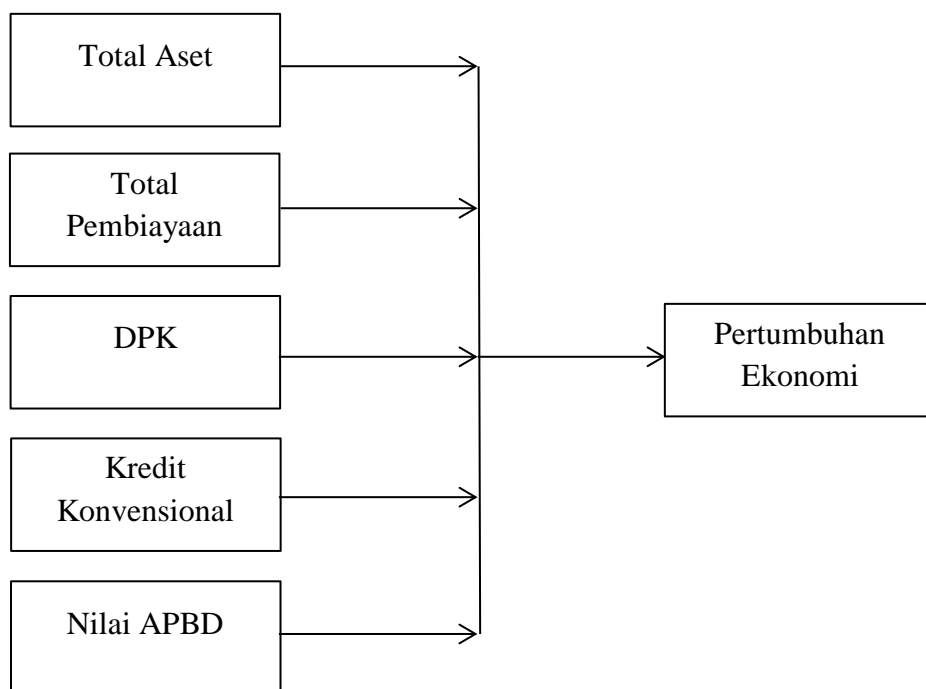 Total Aset
Total
Pembiayaan
DPK
Kredit
Konvensional
Nilai APBD
Pertumbuhan
Ekonomi